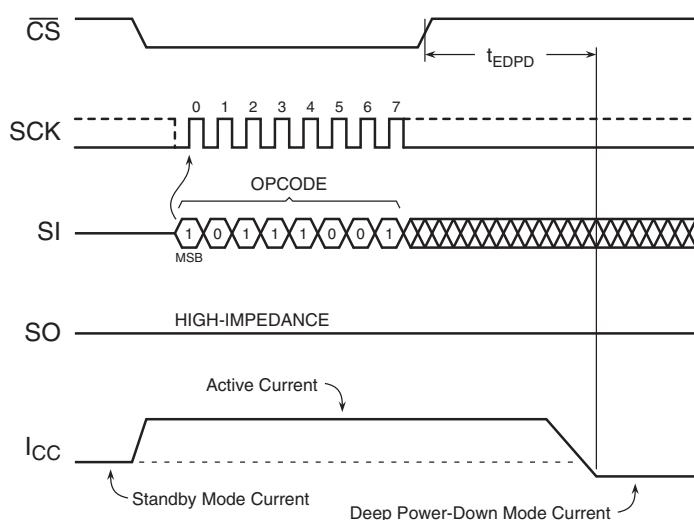 CS
tEDPD
0 1 2 3 4 5 6 7
SCK
OPCODE
SI
1 0 1 1 1 0 0 1
MSB
HIGH-IMPEDANCE
SO
Active Current
ICC
Standby Mode Current
Deep Power-Down Mode Current